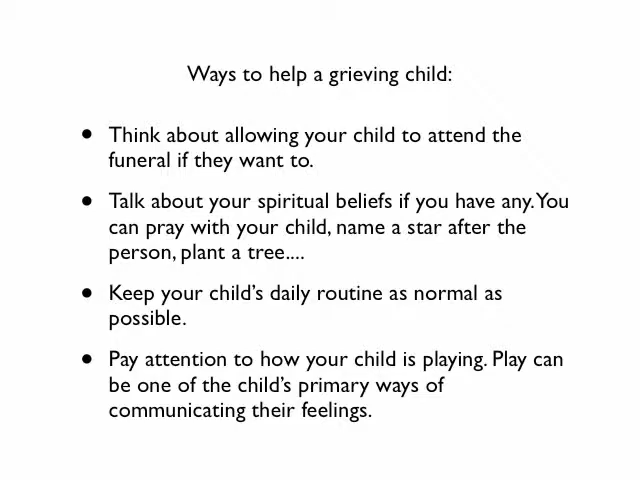 Ways to help a grieving child:
• Think about allowing your child to attend the
funeral if they want to.
• Talk about your spiritual beliefs if you have any. You
can pray with your child, name a star after the
person, plant a tree....
• Keep your child's daily routine as normal as
possible.
• Pay attention to how your child is playing. Play can
be one of the child's primary ways of
communicating their feelings.